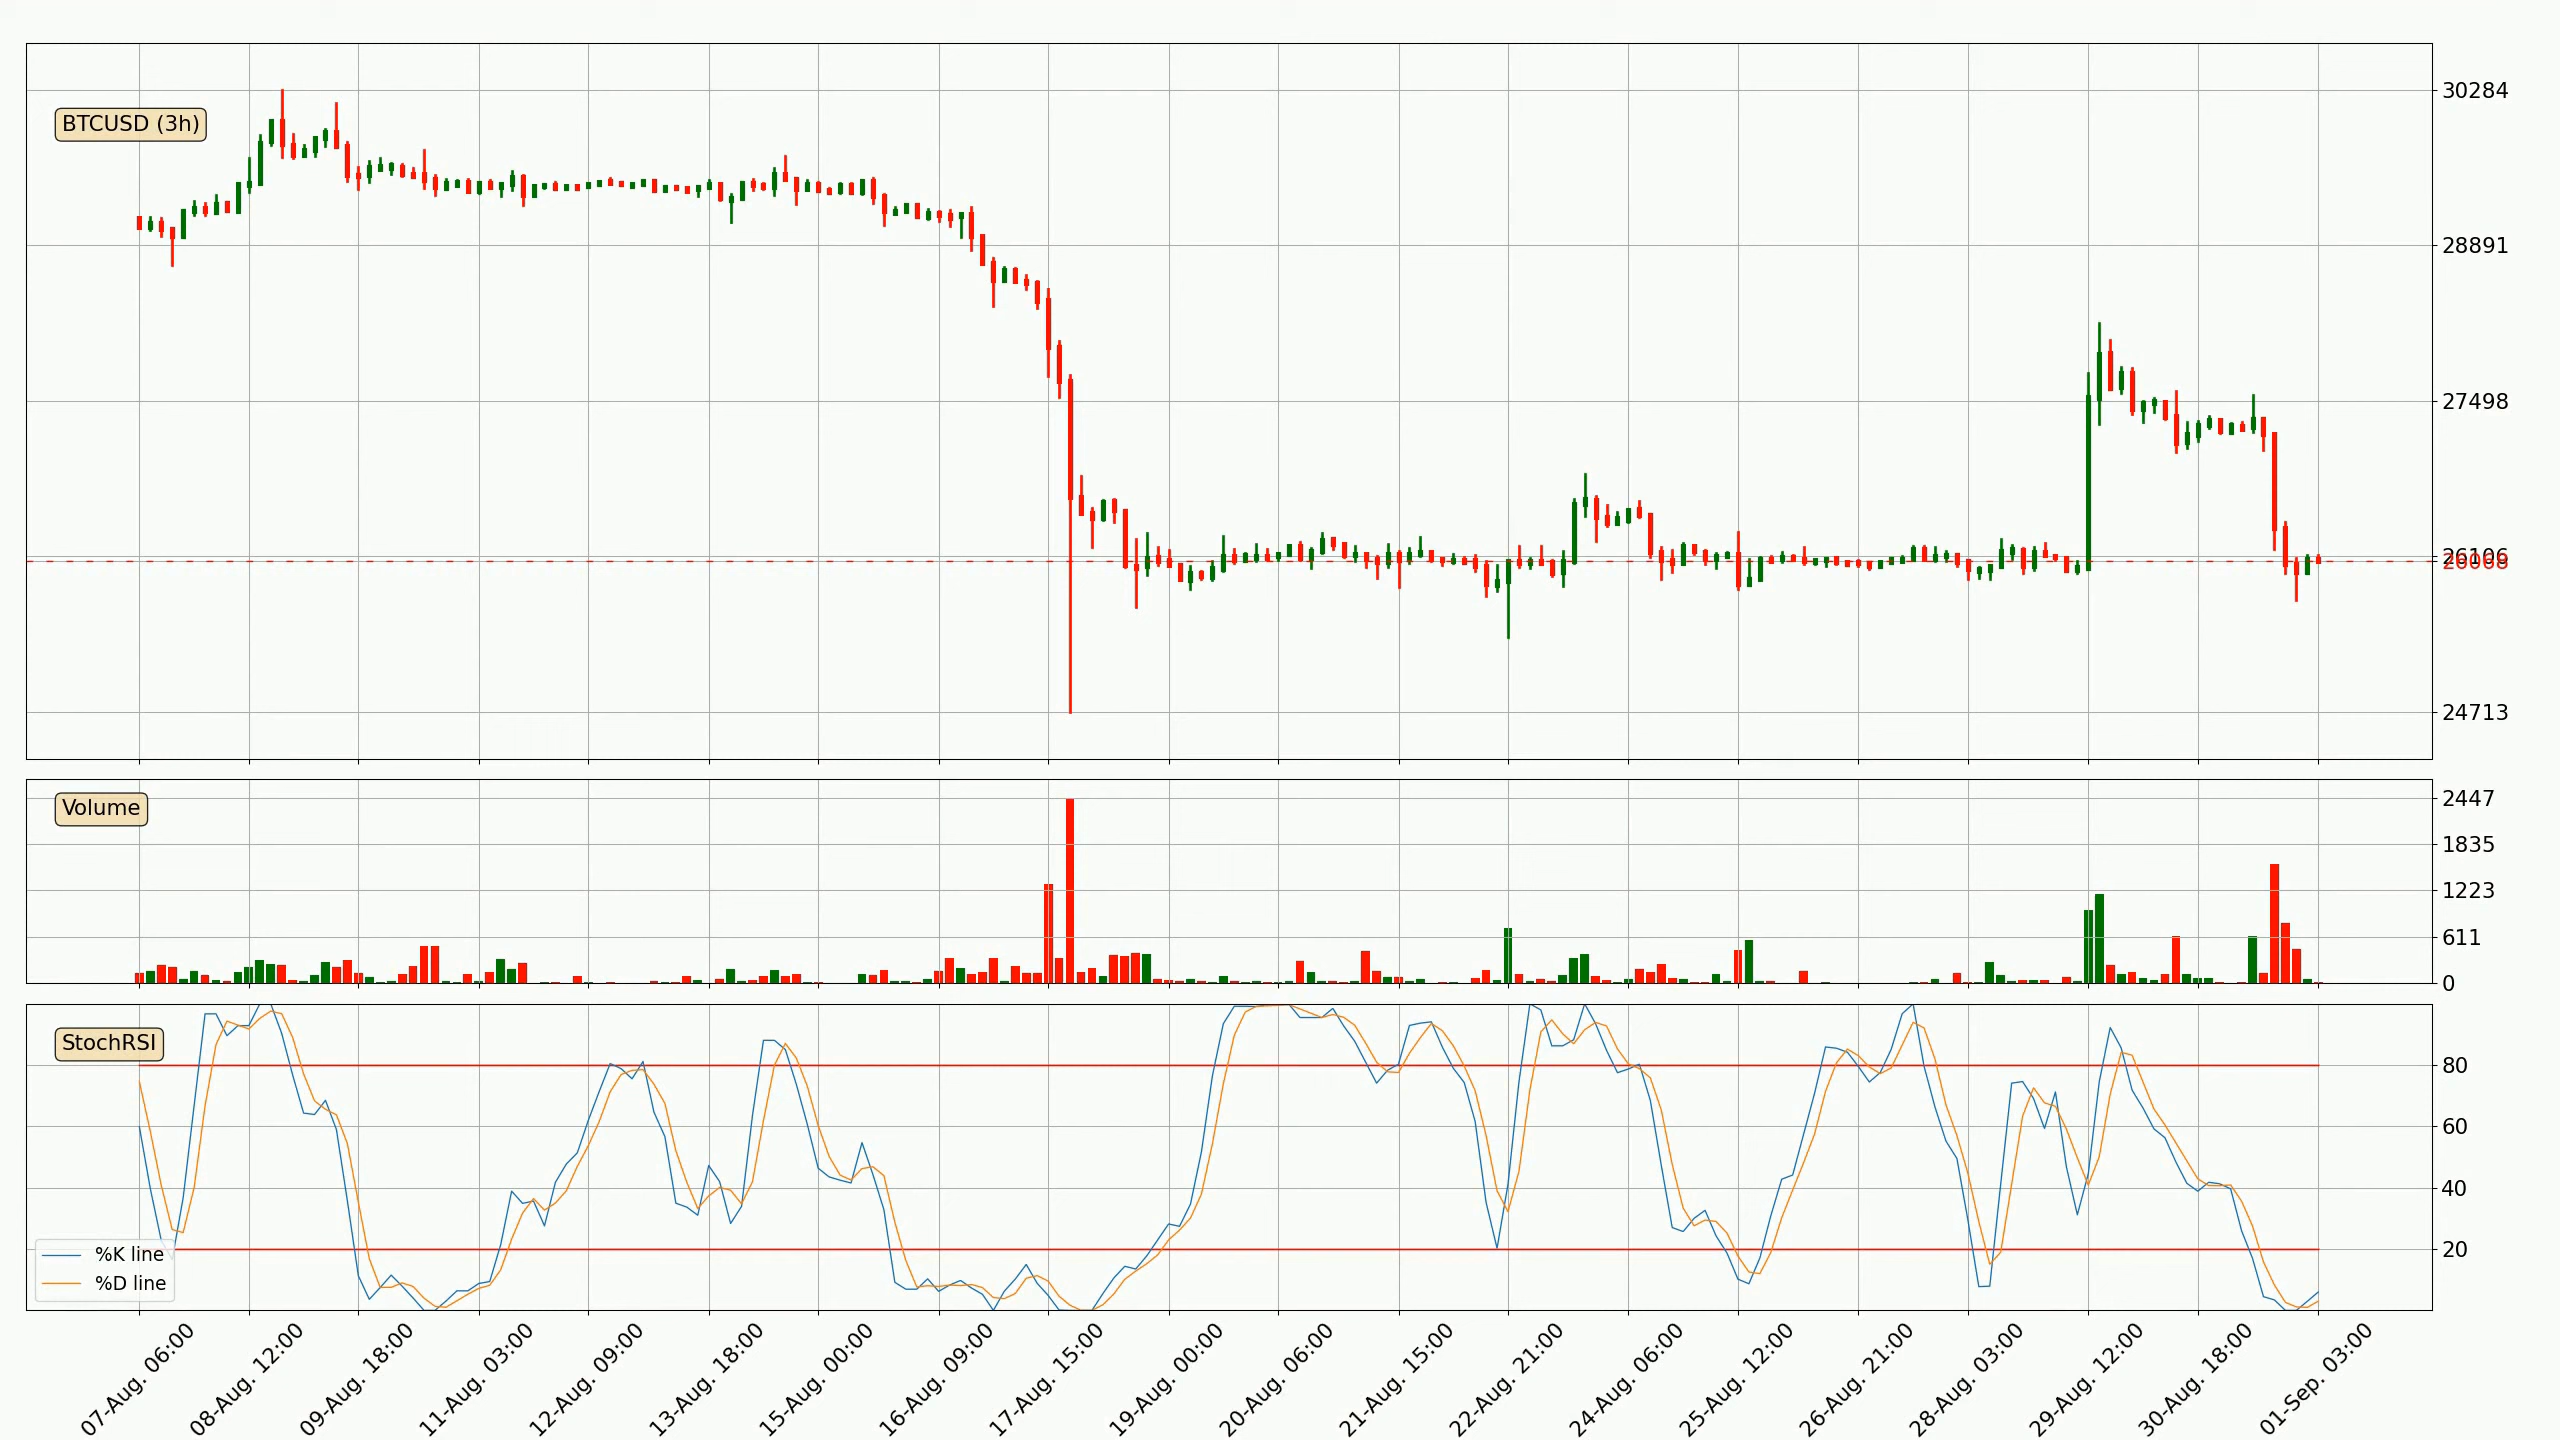 BTCUSD (3h)
30284
28891
27498
26106
26068
24713
Volume
2447
1835
1223
611
0
StochRSI
80
60
40
20
%K line
%D line
07-Aug. 06:00
08-Aug. 12:00
09-Aug. 18:00
11-Aug. 03:00
12-Aug. 09:00
13-Aug. 18:00
15-Aug. 00:00
16-Aug. 09:00
17-Aug. 15:00
19-Aug. 00:00
20-Aug. 06:00
21-Aug. 15:00
22-Aug. 21:00
24-Aug. 06:00
25-Aug. 12:00
26-Aug. 21:00
28-Aug. 03:00
29-Aug. 12:00
30-Aug. 18:00
01-Sep. 03:00